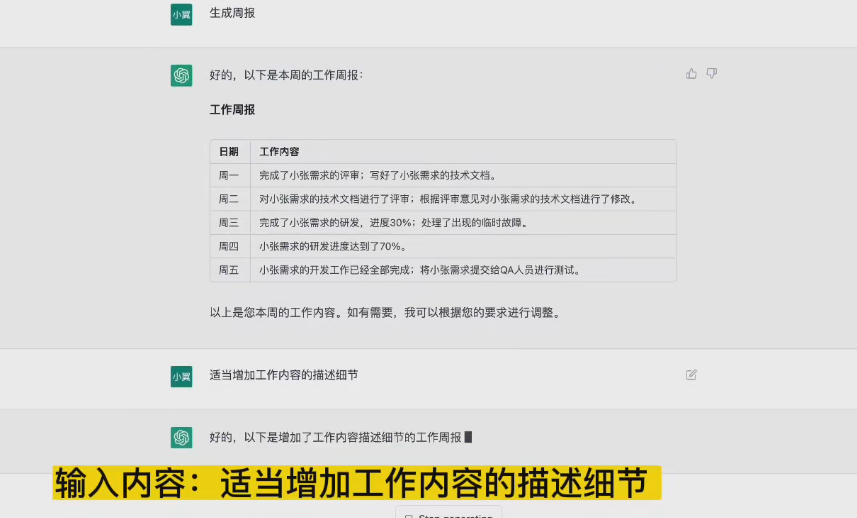 小翼
生成周报
好的，以下是本周的工作周报：
工作周报
日期 工作内容
周一 完成了小张需求的评审；写好了小张需求的技术文档。
周二 对小张需求的技术文档进行了评审；根据评审意见对小张需求的技术文档进行了修改。
周三 完成了小张需求的研发，进度30%；处理了出现的临时故障。
周四 小张需求的研发进度达到了70%。
周五 小张需求的开发工作已经全部完成；将小张需求提交给QA人员进行测试。
以上是您本周的工作内容。如有需要，我可以根据您的要求进行调整。
小翼
适当增加工作内容的描述细节
好的，以下是增加了工作内容描述细节的工作周报
输入内容：适当增加工作内容的描述细节
Stop generating